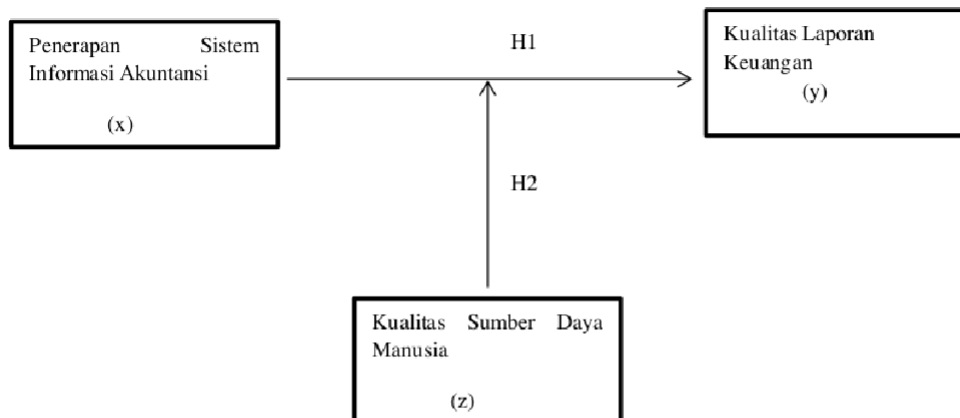 Penerapan Sistem
Informasi Akuntansi
(x)
H1
Kualitas Laporan
Keuangan
(y)
H2
Kualitas Sumber Daya
Manusia
(z)